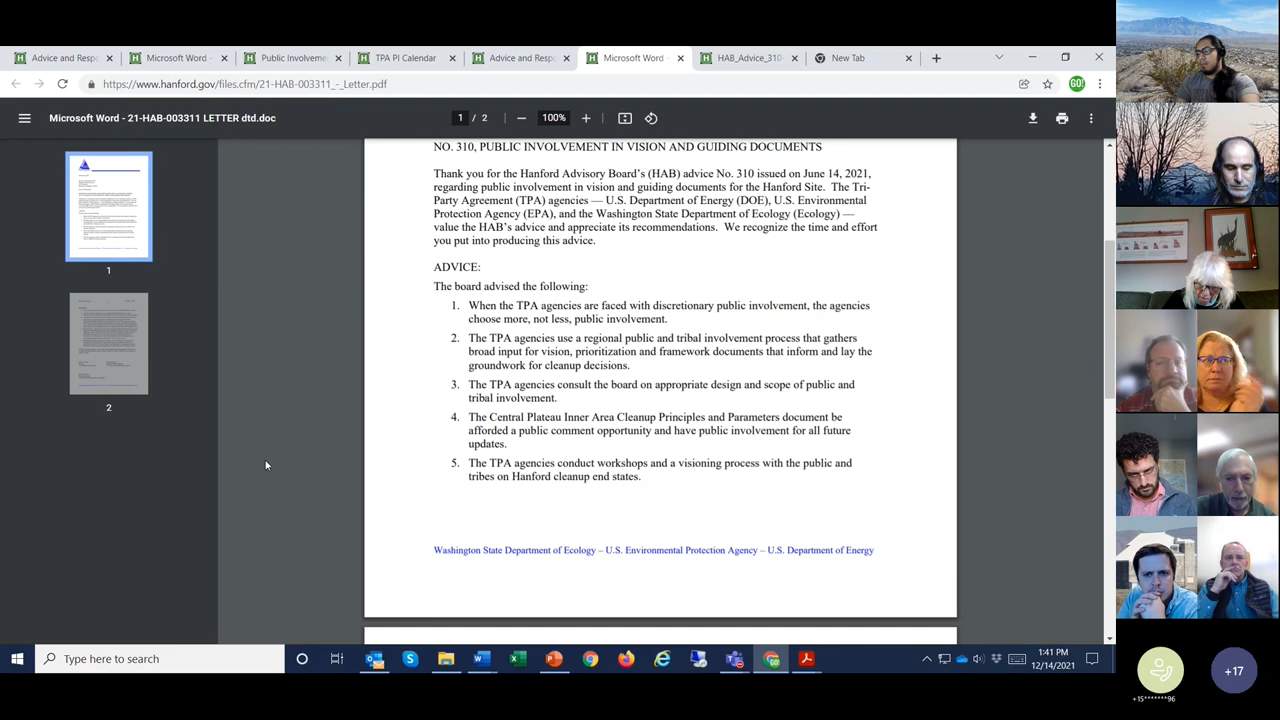 Advice and Resp
Microsoft Word -
Public Involveme
TPA PI Calendar
Advice and Resp
Microsoft Word -
HAB_Advice_310-
New Tab
https://www.hanford.gov/files.cfm/21-HAB-003311_-_Letter.pdf
GO!
Microsoft Word - 21-HAB-003311 LETTER dtd.doc
1 / 2
100%
1
2
NO. 310, PUBLIC INVOLVEMENT IN VISION AND GUIDING DOCUMENTS
Thank you for the Hanford Advisory Board's (HAB) advice No. 310 issued on June 14, 2021,
regarding public involvement in vision and guiding documents for the Hanford Site. The Tri-
Party Agreement (TPA) agencies — U.S. Department of Energy (DOE), U.S. Environmental
Protection Agency (EPA), and the Washington State Department of Ecology (Ecology) —
value the HAB's advice and appreciate its recommendations. We recognize the time and effort
you put into producing this advice.
ADVICE:
The board advised the following:
1. When the TPA agencies are faced with discretionary public involvement, the agencies
choose more, not less, public involvement.
2. The TPA agencies use a regional public and tribal involvement process that gathers
broad input for vision, prioritization and framework documents that inform and lay the
groundwork for cleanup decisions.
3. The TPA agencies consult the board on appropriate design and scope of public and
tribal involvement.
4. The Central Plateau Inner Area Cleanup Principles and Parameters document be
afforded a public comment opportunity and have public involvement for all future
updates.
5. The TPA agencies conduct workshops and a visioning process with the public and
tribes on Hanford cleanup end states.
Washington State Department of Ecology – U.S. Environmental Protection Agency – U.S. Department of Energy
Type here to search
1:41 PM
12/14/2021
+15*******96
+17